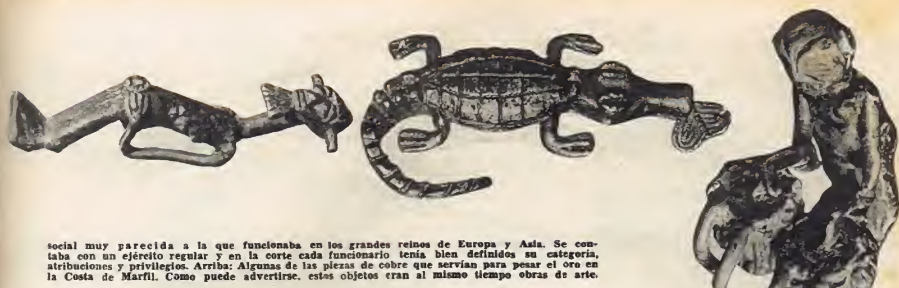 social muy parecida a la que funcionaba en los grandes reinos de Europa y Asia. Se con-
taba con un ejército regular y en la corte cada funcionario tenía bien definidos su categoría,
atribuciones y privilegios. Arriba: Algunas de las piezas de cobre que servían para pesar el oro en
la Costa de Marfil. Como puede advertirse, estos objetos eran al mismo tiempo obras de arte.